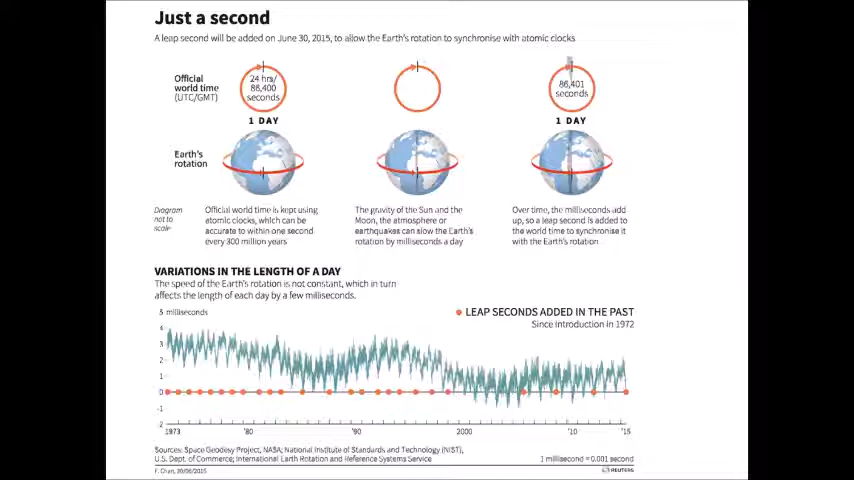 Just a second
A leap second will be added on June 30, 2015, to allow the Earth's rotation to synchronise with atomic clocks
Official
world time
(UTC/GMT)
24 hrs/
86,400
seconds
86,401
seconds
1 DAY
1 DAY
Earth's
rotation
Diagram
not to
scale
Official world time is kept using
atomic clocks, which can be
accurate to within one second
every 300 million years
The gravity of the Sun and the
Moon, the atmosphere or
earthquakes can slow the Earth's
rotation by milliseconds a day
Over time, the milliseconds add
up, so a leap second is added to
the world time to synchronise it
with the Earth's rotation
VARIATIONS IN THE LENGTH OF A DAY
The speed of the Earth's rotation is not constant, which in turn
affects the length of each day by a few milliseconds.
5 milliseconds
LEAP SECONDS ADDED IN THE PAST
Since introduction in 1972
4
3
2
1
0
-1
-2
1973 '80 '90 2000 '10 '15
Sources: Space Geodesy Project, NASA; National Institute of Standards and Technology (NIST),
U.S. Dept. of Commerce; International Earth Rotation and Reference Systems Service
1 millisecond = 0.001 second
F. Chan, 30/06/2015
REUTERS